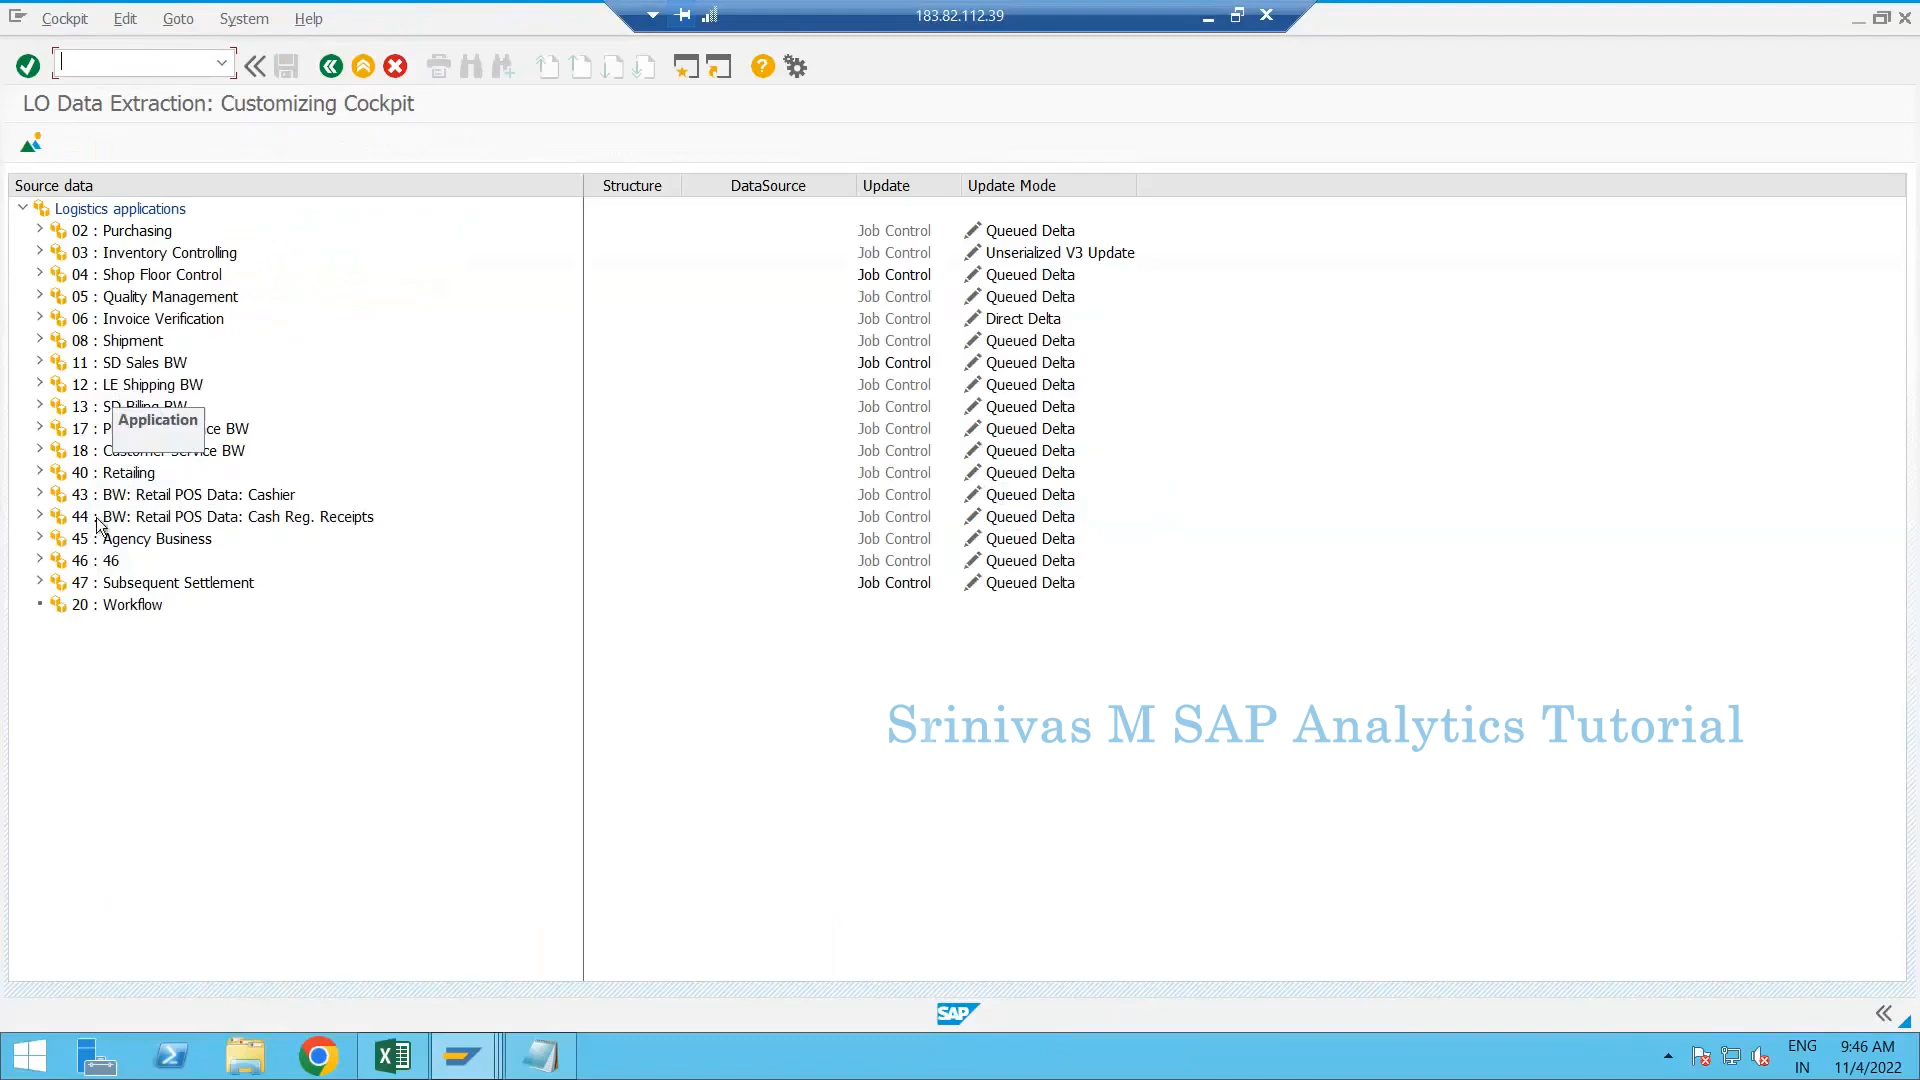 183.82.112.39
Cockpit Edit Goto System Help
LO Data Extraction: Customizing Cockpit
Source data Structure DataSource Update Update Mode
Logistics applications
02 : Purchasing Job Control Queued Delta
03 : Inventory Controlling Job Control Unserialized V3 Update
04 : Shop Floor Control Job Control Queued Delta
05 : Quality Management Job Control Queued Delta
06 : Invoice Verification Job Control Direct Delta
08 : Shipment Job Control Queued Delta
11 : SD Sales BW Job Control Queued Delta
12 : LE Shipping BW Job Control Queued Delta
13 : SD BW Job Control Queued Delta
Application
17 : P ce BW Job Control Queued Delta
18 : Customer Service BW Job Control Queued Delta
40 : Retailing Job Control Queued Delta
43 : BW: Retail POS Data: Cashier Job Control Queued Delta
44 : BW: Retail POS Data: Cash Reg. Receipts Job Control Queued Delta
45 : Agency Business Job Control Queued Delta
46 : 46 Job Control Queued Delta
47 : Subsequent Settlement Job Control Queued Delta
20 : Workflow
Srinivas M SAP Analytics Tutorial
SAP
ENG 9:46 AM
IN 11/4/2022